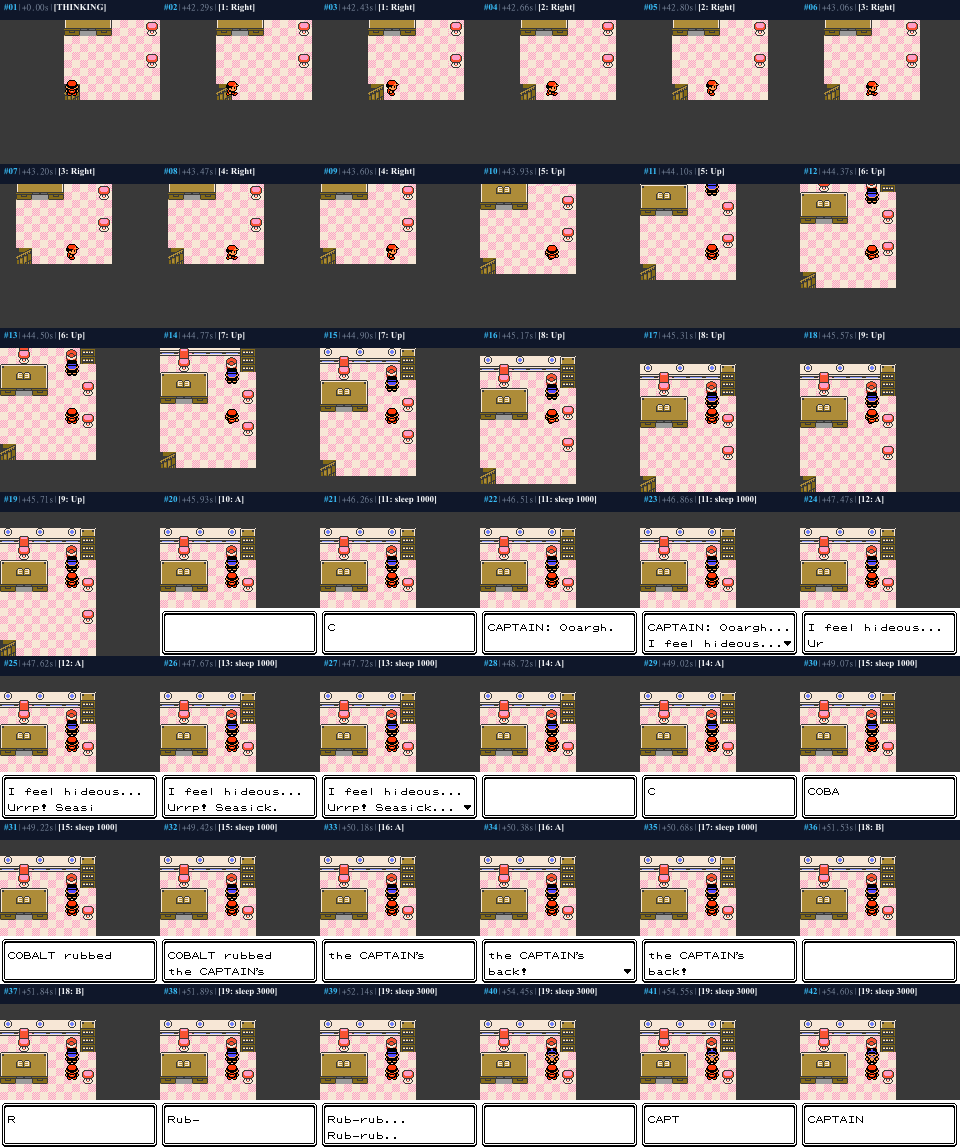 #01 | +0.00s | [THINKING]
#02 | +42.29s | [1: Right]
#03 | +42.43s | [1: Right]
#04 | +42.66s | [2: Right]
#05 | +42.80s | [2: Right]
#06 | +43.06s | [3: Right]
#07 | +43.20s | [3: Right]
#08 | +43.47s | [4: Right]
#09 | +43.60s | [4: Right]
#10 | +43.93s | [5: Up]
#11 | +44.10s | [5: Up]
#12 | +44.37s | [6: Up]
#13 | +44.50s | [6: Up]
#14 | +44.77s | [7: Up]
#15 | +44.90s | [7: Up]
#16 | +45.17s | [8: Up]
#17 | +45.31s | [8: Up]
#18 | +45.57s | [9: Up]
#19 | +45.71s | [9: Up]
#20 | +45.93s | [10: A]
#21 | +46.26s | [11: sleep 1000]
C
#22 | +46.51s | [11: sleep 1000]
CAPTAIN: Ooargh.
#23 | +46.86s | [11: sleep 1000]
CAPTAIN: Ooargh...
I feel hideous...
#24 | +47.47s | [12: A]
I feel hideous...
Ur
#25 | +47.62s | [12: A]
I feel hideous...
Urrp! Seasi
#26 | +47.67s | [13: sleep 1000]
I feel hideous...
Urrp! Seasick.
#27 | +47.72s | [13: sleep 1000]
I feel hideous...
Urrp! Seasick...
#28 | +48.72s | [14: A]
#29 | +49.02s | [14: A]
C
#30 | +49.07s | [15: sleep 1000]
COBA
#31 | +49.22s | [15: sleep 1000]
COBALT rubbed
#32 | +49.42s | [15: sleep 1000]
COBALT rubbed
the CAPTAIN's
#33 | +50.18s | [16: A]
the CAPTAIN's
#34 | +50.38s | [16: A]
the CAPTAIN's
back!
#35 | +50.68s | [17: sleep 1000]
the CAPTAIN's
back!
#36 | +51.53s | [18: B]
#37 | +51.84s | [18: B]
R
#38 | +51.89s | [19: sleep 3000]
Rub-
#39 | +52.14s | [19: sleep 3000]
Rub-rub...
Rub-rub..
#40 | +54.45s | [19: sleep 3000]
#41 | +54.55s | [19: sleep 3000]
CAPT
#42 | +54.60s | [19: sleep 3000]
CAPTAIN